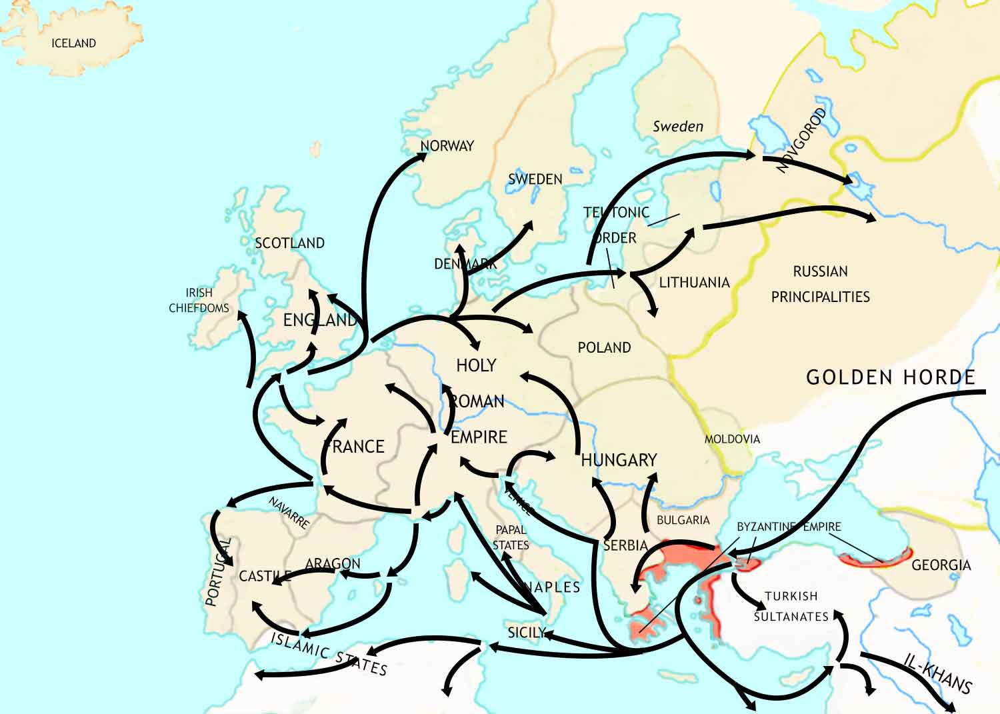 ICELAND
Sweden
NOVGOROD
NORWAY
SWEDEN
TEUTONIC
ORDER
SCOTLAND
DENMARK
RUSSIAN
PRINCIPALITIES
LITHUANIA
IRISH
CHIEFDOMS
ENGLAND
POLAND
HOLY
ROMAN
EMPIRE
GOLDEN HORDE
FRANCE
MOLDOVIA
HUNGARY
VENICE
NAVARRE
BULGARIA
BYZANTINE EMPIRE
PAPAL
STATES
SERBIA
PORTUGAL
CASTILE
ARAGON
GEORGIA
NAPLES
TURKISH
SULTANATES
SICILY
ISLAMIC STATES
IL-KHANS